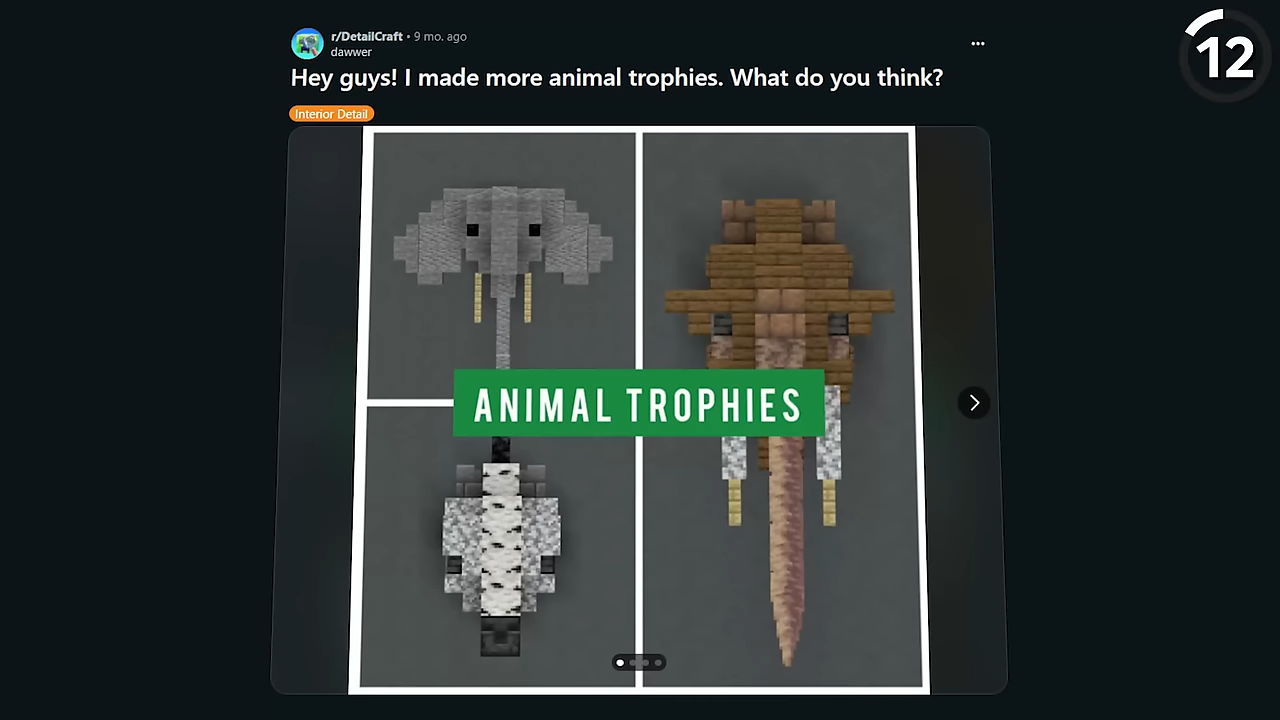 r/DetailCraft • 9 mo. ago
dawwer
Hey guys! I made more animal trophies. What do you think?
Interior Detail
12
ANIMAL TROPHIES